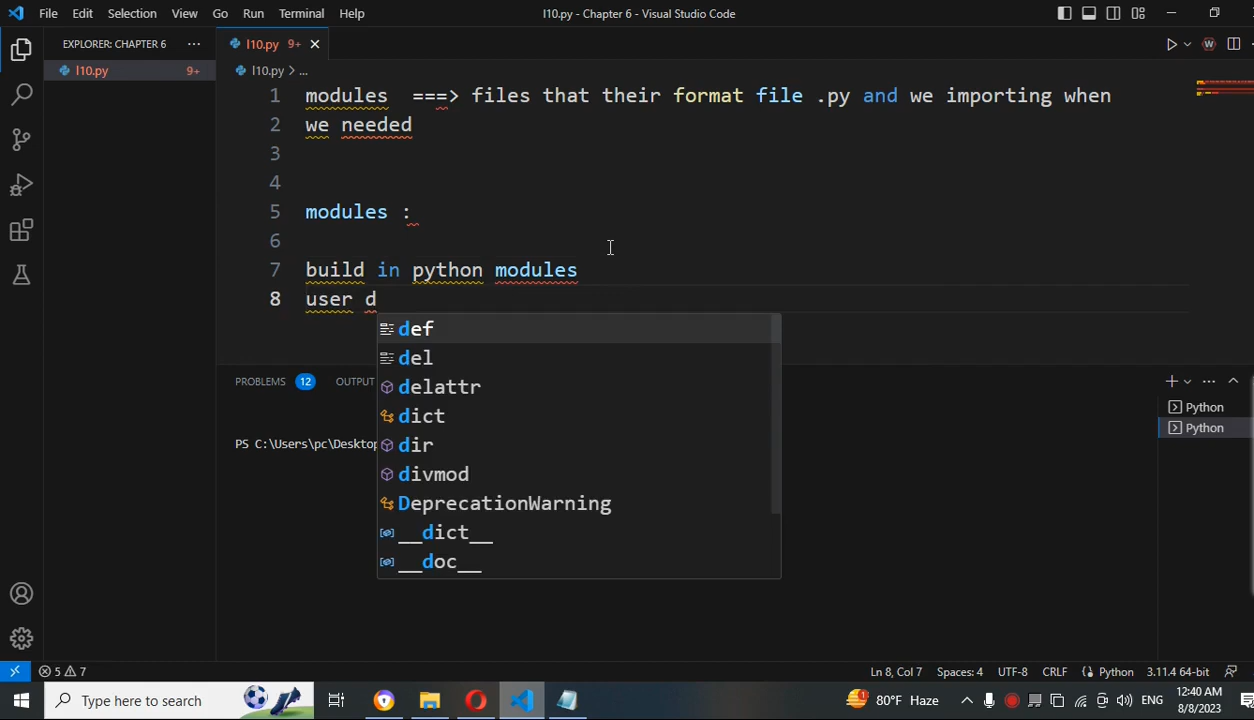 File Edit Selection View Go Run Terminal Help
l10.py - Chapter 6 - Visual Studio Code
EXPLORER: CHAPTER 6 ···
l10.py 9+
l10.py 9+
l10.py > ...
1 modules ===> files that their format file .py and we importing when
2 we needed
3
4
5 modules :
6
7 build in python modules
8 user d
def
del
delattr
dict
dir
divmod
DeprecationWarning
__dict__
__doc__
PROBLEMS 12 OUTPUT
Python
Python
PS C:\Users\pc\Desktop
5 7
Ln 8, Col 7 Spaces: 4 UTF-8 CRLF Python 3.11.4 64-bit
Type here to search
80°F Haze
ENG
12:40 AM
8/8/2023